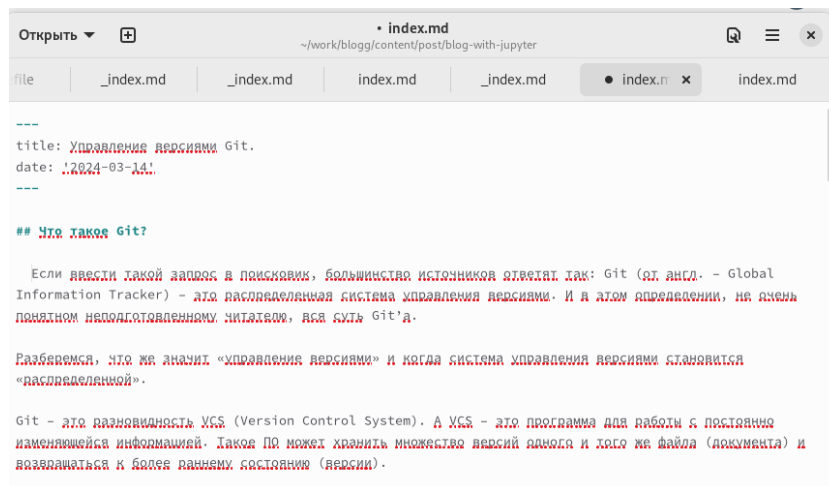 Открыть
• index.md
~/work/blogg/content/post/blog-with-jupyter
file _index.md _index.md index.md _index.md ● index.m index.md
---
title: Управление версиями Git.
date: '2024-03-14'
---
## Что такое Git?
Если ввести такой запрос в поисковик, большинство источников ответят так: Git (от англ. – Global
Information Tracker) – это распределенная система управления версиями. И в этом определении, не очень
понятном неподготовленному читателю, вся суть Git’а.
Разберемся, что же значит «управление версиями» и когда система управления версиями становится
«распределенной».
Git – это разновидность VCS (Version Control System). А VCS – это программа для работы с постоянно
изменяющейся информацией. Такое ПО может хранить множество версий одного и того же файла (документа) и
возвращаться к более раннему состоянию (версии).